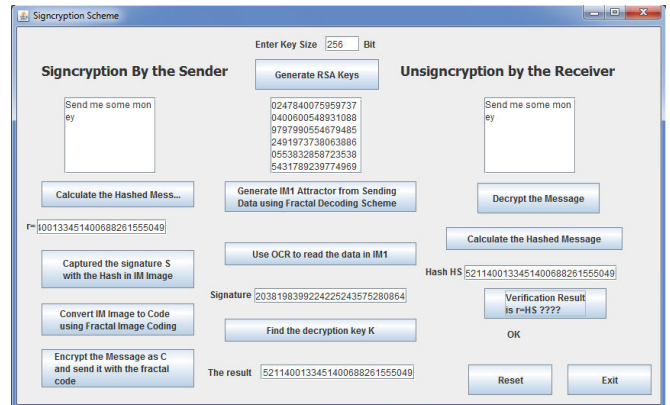 Signcryption Scheme
Enter Key Size 256 Bit
Signcryption By the Sender
Generate RSA Keys
Unsigncryption by the Receiver
Send me some mon
ey
0247840075959737
0400600548931088
9797990554679485
2491973738063886
0553832858723538
5431789239774969
Send me some mon
ey
Calculate the Hashed Mess...
Generate IM1 Attractor from Sending
Data using Fractal Decoding Scheme
Decrypt the Message
r= 4001334514006882615550​49
Calculate the Hashed Message
Captured the signature S
with the Hash in IM Image
Use OCR to read the data in IM1
Hash HS 521140013345140068826155​5049
Signature 2038198399224225243575280864
Verification Result
is r=HS ????
Convert IM Image to Code
using Fractal Image Coding
Find the decryption key K
OK
Encrypt the Message as C
and send it with the fractal
code
The result 5211400133451400688261555049
Reset
Exit